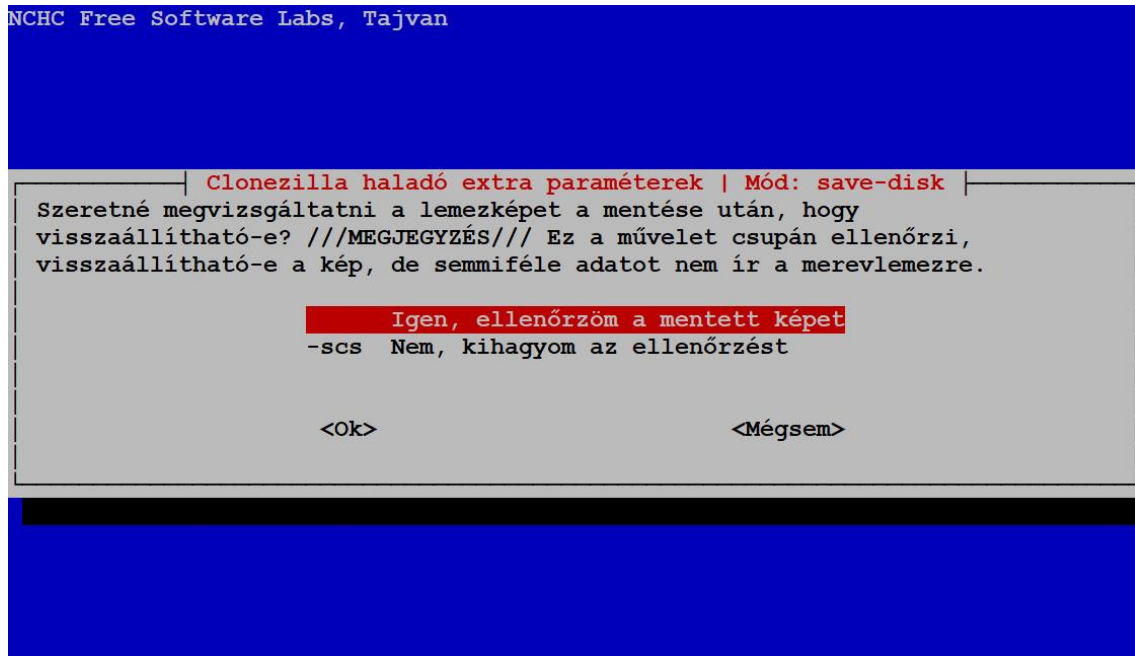 NCHC Free Software Labs, Tajvan
Clonezilla haladó extra paraméterek | Mód: save-disk
Szeretné megvizsgáltatni a lemezképet a mentése után, hogy
visszaállítható-e? ///MEGJEGYZÉS/// Ez a művelet csupán ellenőrzi,
visszaállítható-e a kép, de semmiféle adatot nem ír a merevlemezre.
Igen, ellenőrzöm a mentett képet
-scs Nem, kihagyom az ellenőrzést
<Ok> <Mégsem>